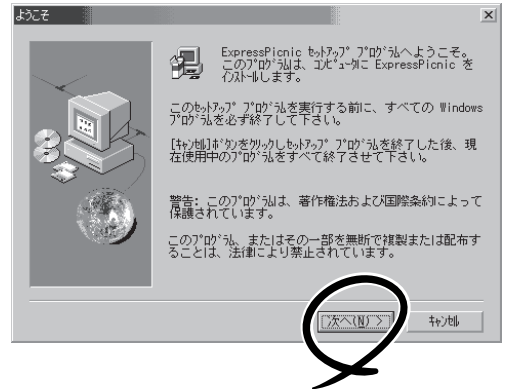 ようこそ
ExpressPicnic ｾｯﾄｱｯﾌﾟ ﾌﾟﾛｸﾞﾗﾑへようこそ。
このﾌﾟﾛｸﾞﾗﾑは、ｺﾝﾋﾟｭｰﾀに ExpressPicnic を
ｲﾝｽﾄｰﾙします。
このｾｯﾄｱｯﾌﾟ ﾌﾟﾛｸﾞﾗﾑを実行する前に、すべての Windows
ﾌﾟﾛｸﾞﾗﾑを必ず終了して下さい。
[ｷｬﾝｾﾙ]ﾎﾞﾀﾝをｸﾘｯｸしｾｯﾄｱｯﾌﾟ ﾌﾟﾛｸﾞﾗﾑを終了した後、現
在使用中のﾌﾟﾛｸﾞﾗﾑをすべて終了させて下さい。
警告: このﾌﾟﾛｸﾞﾗﾑは、著作権法および国際条約によって
保護されています。
このﾌﾟﾛｸﾞﾗﾑ、またはその一部を無断で複製または配布す
ることは、法律により禁止されています。
次へ(N) >
ｷｬﾝｾﾙ